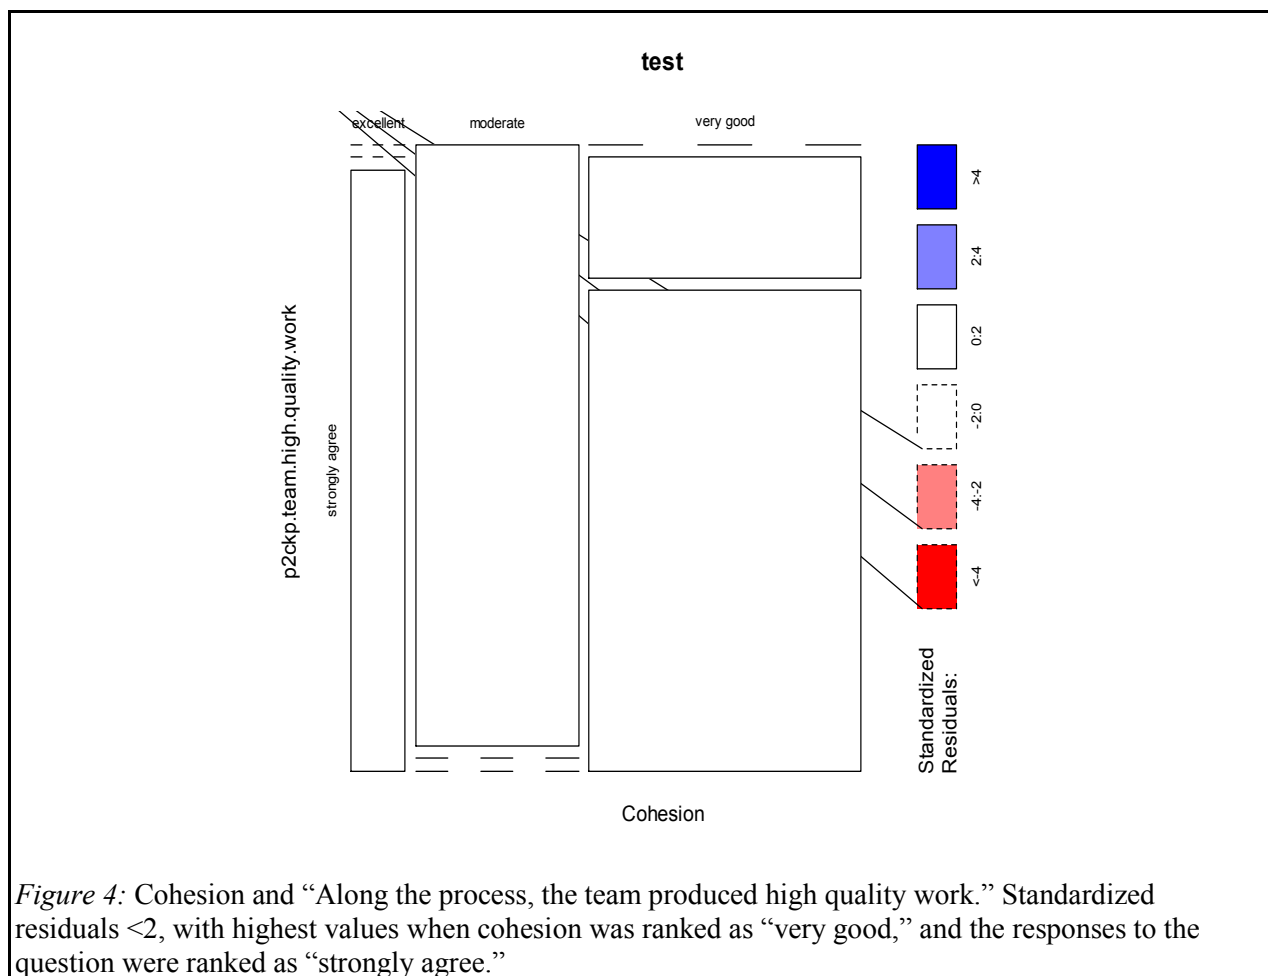 test
excellent
moderate
very good
p2ckp.team.high.quality.work
strongly agree
>4
2:4
0:2
-2:0
-4:-2
<-4
Standardized
Residuals:
Cohesion
Figure 4: Cohesion and “Along the process, the team produced high quality work.” Standardized
residuals <2, with highest values when cohesion was ranked as “very good,” and the responses to the
question were ranked as “strongly agree.”